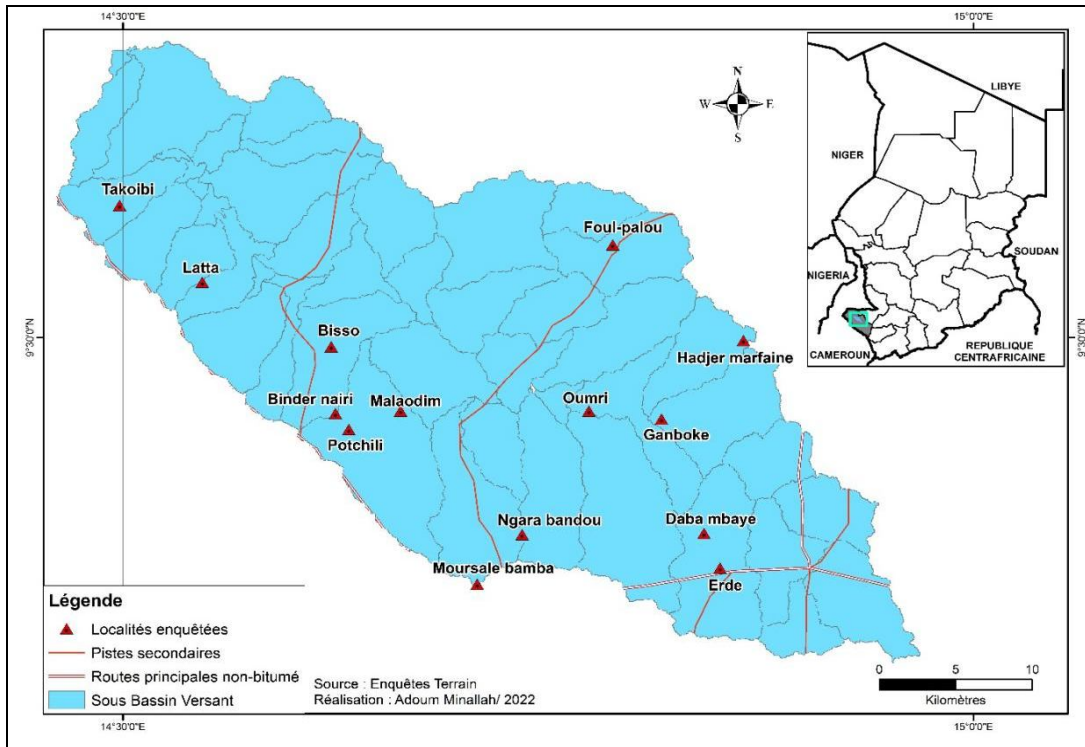 14°30'0"E
15°0'0"E
N
W
E
S
LIBYE
NIGER
SOUDAN
NIGERIA
CAMEROUN
REPUBLIQUE
CENTRAFRICAINE
9°30'0"N
9°30'0"N
Takoibi
Foul-palou
Latta
Bisso
Hadjer marfaine
Binder nairi
Malaodim
Oumri
Potchili
Ganboke
Ngara bandou
Daba mbaye
Moursale bamba
Erde
Légende
Localités enquêtées
Pistes secondaires
Routes principales non-bitumé
Sous Bassin Versant
Source : Enquêtes Terrain
Réalisation : Adoum Minallah/ 2022
0 5 10
Kilomètres
14°30'0"E
15°0'0"E